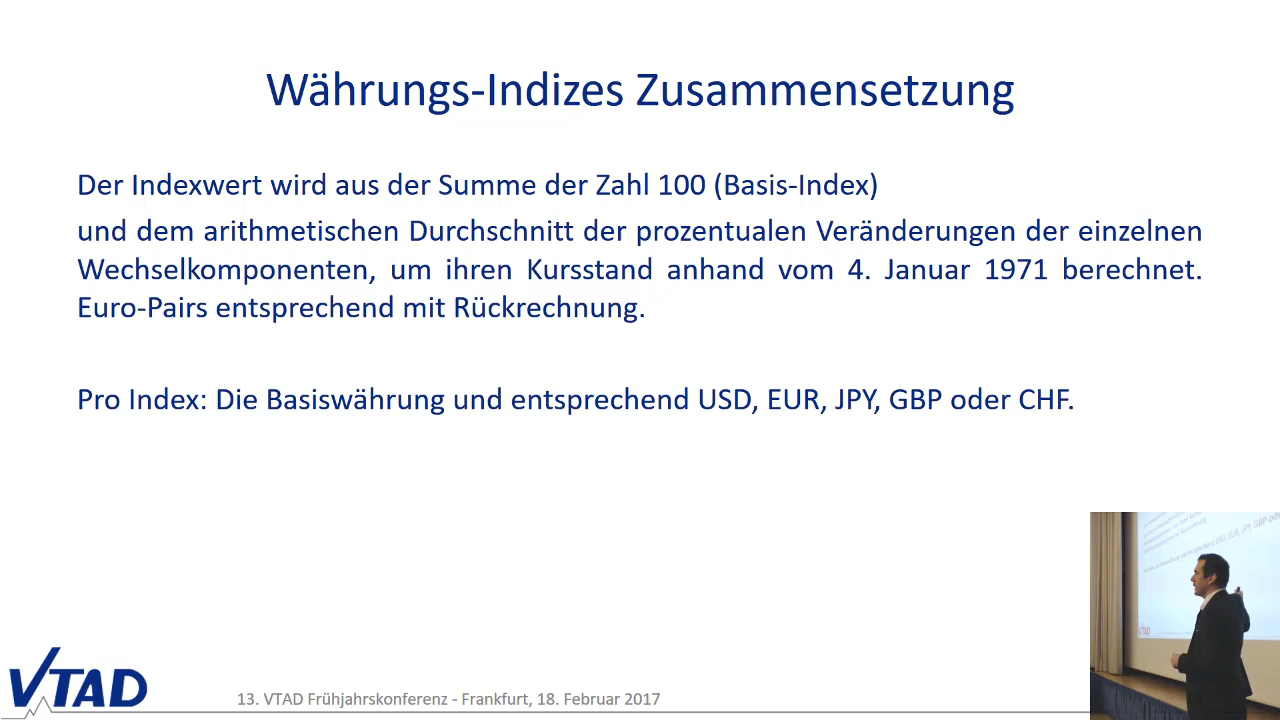 Währungs-Indizes Zusammensetzung
Der Indexwert wird aus der Summe der Zahl 100 (Basis-Index)
und dem arithmetischen Durchschnitt der prozentualen Veränderungen der einzelnen
Wechselkomponenten, um ihren Kursstand anhand vom 4. Januar 1971 berechnet.
Euro-Pairs entsprechend mit Rückrechnung.
Pro Index: Die Basiswährung und entsprechend USD, EUR, JPY, GBP oder CHF.
VTAD
13. VTAD Frühjahrskonferenz - Frankfurt, 18. Februar 2017